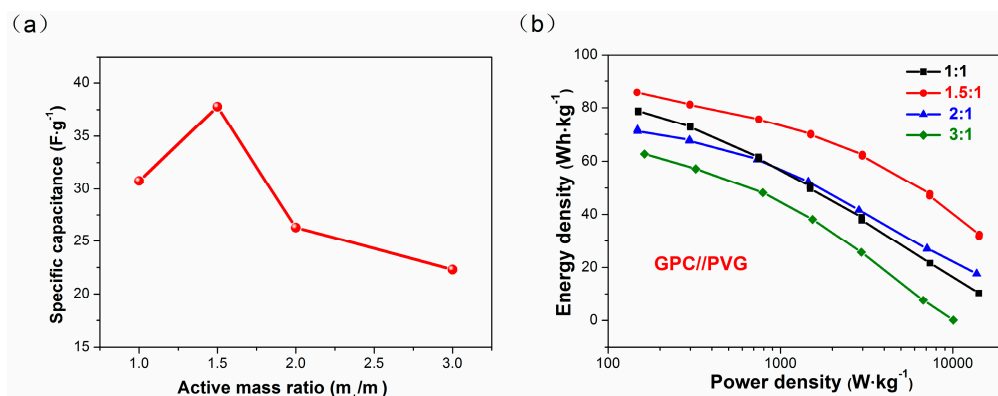 (a)
Specific capacitance (F·g⁻¹)
40
35
30
25
20
15
1.0 1.5 2.0 2.5 3.0
Active mass ratio (m_/m)
(b)
Energy density (Wh·kg⁻¹)
100
80
60
40
20
0
1:1
1.5:1
2:1
3:1
GPC//PVG
100 1000 10000
Power density (W·kg⁻¹)